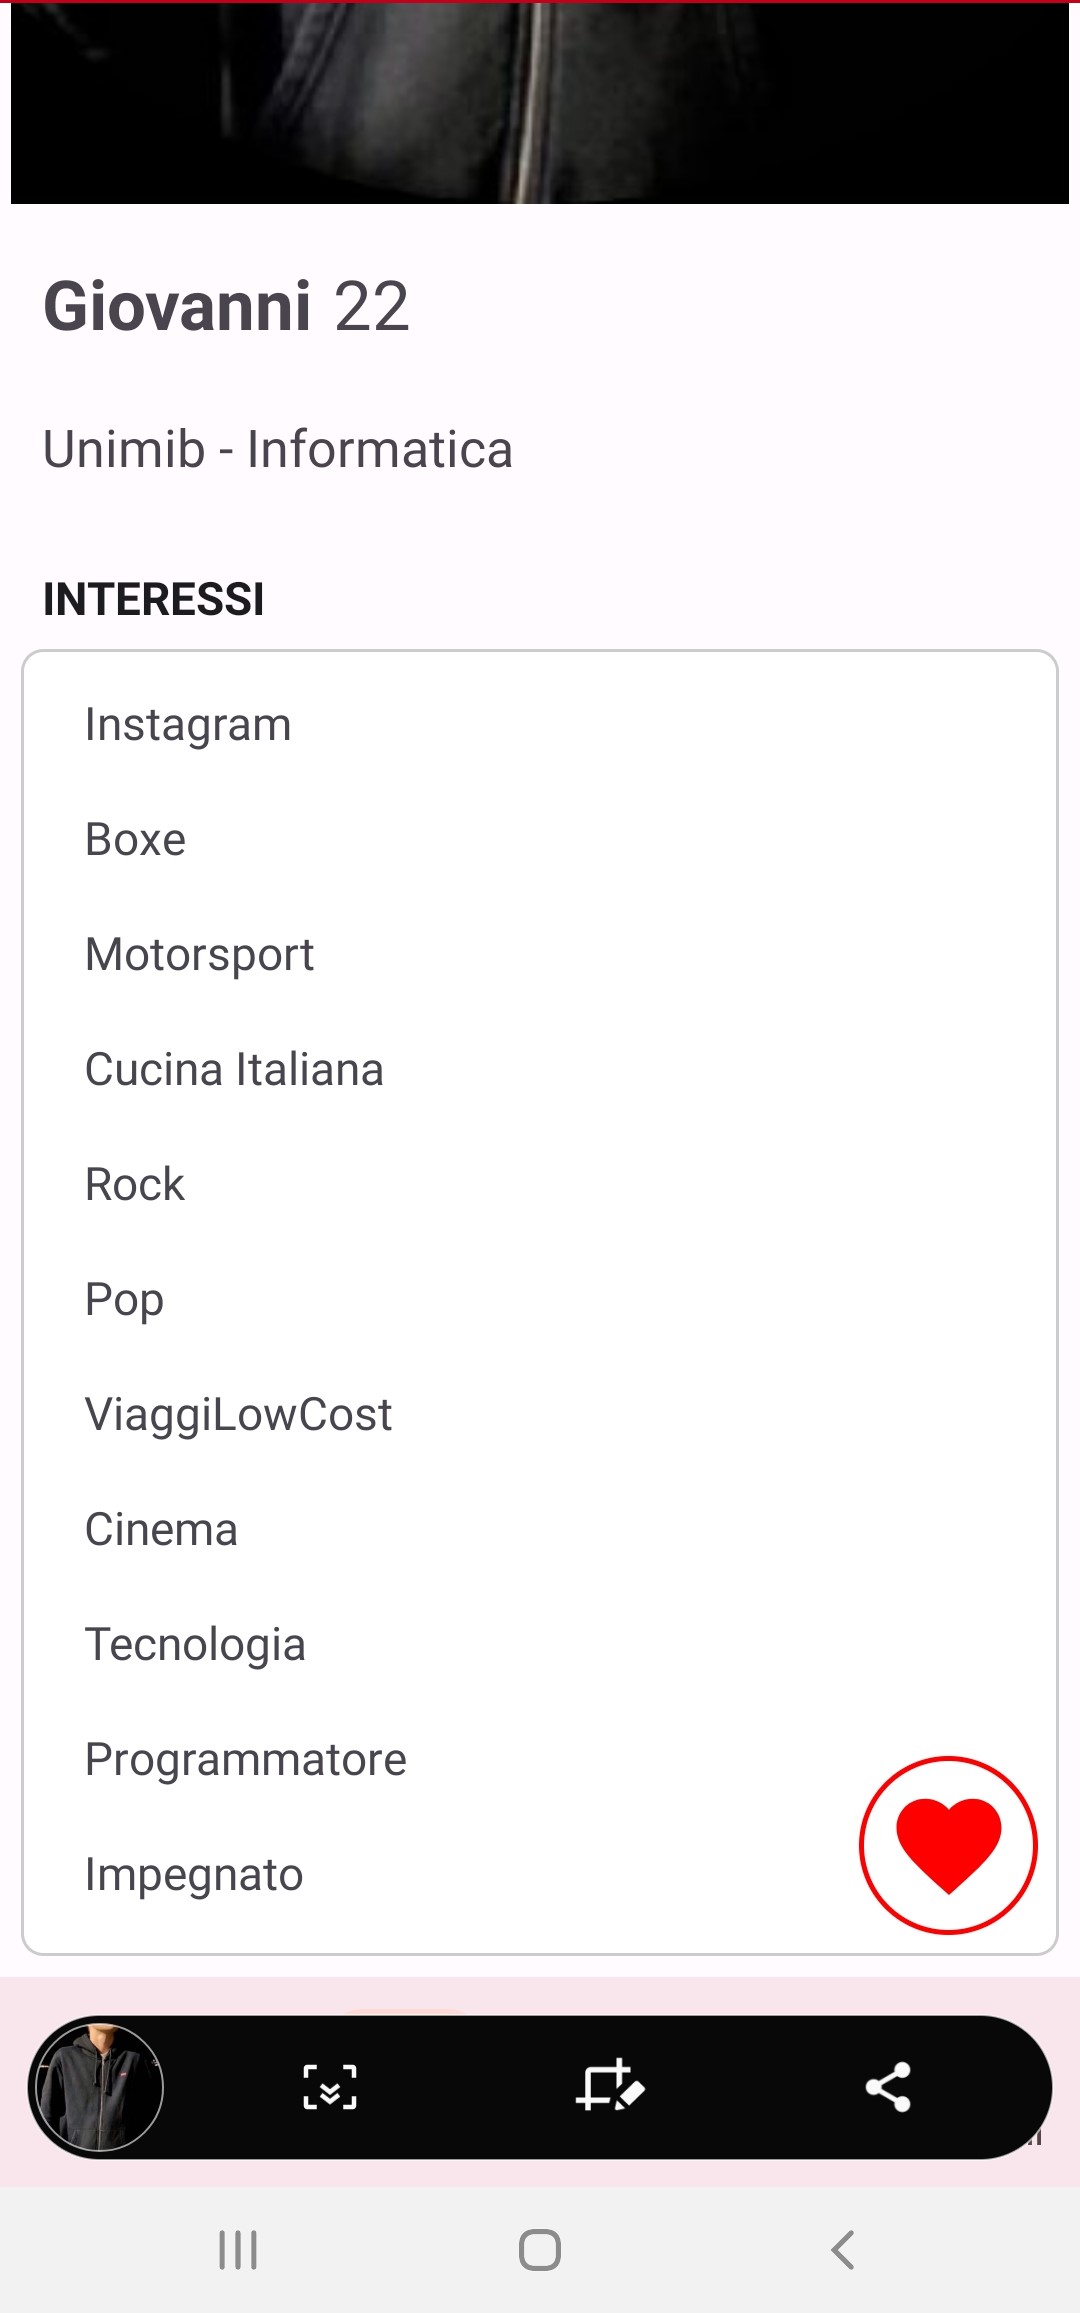 Giovanni 22
Unimib - Informatica
INTERESSI
Instagram
Boxe
Motorsport
Cucina Italiana
Rock
Pop
ViaggiLowCost
Cinema
Tecnologia
Programmatore
Impegnato